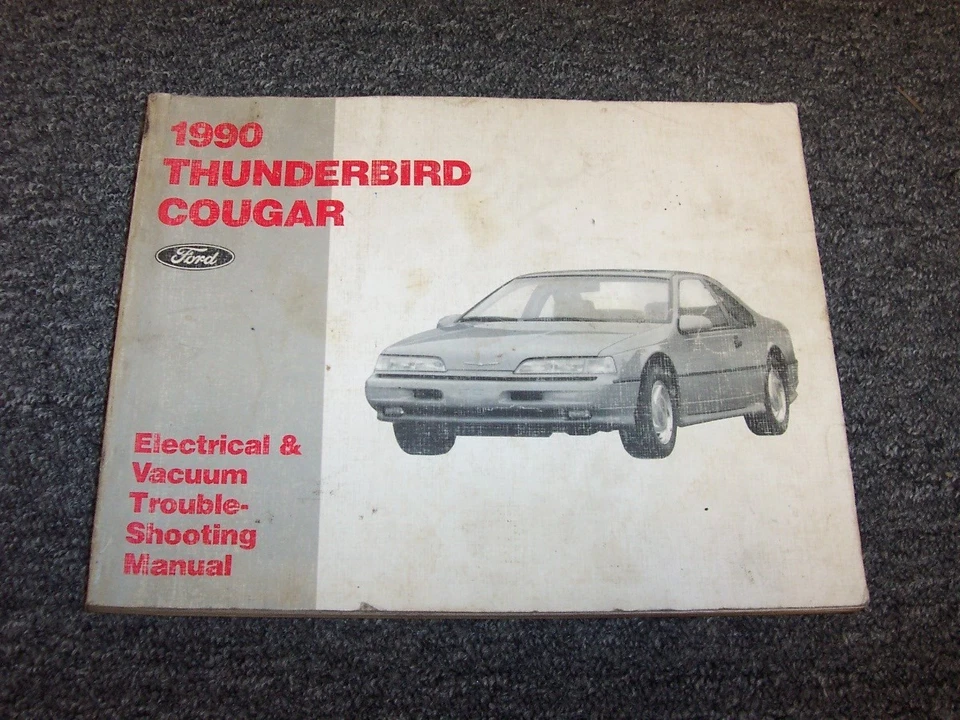 1990
THUNDERBIRD
COUGAR
Ford
Electrical &
Vacuum
Trouble-
Shooting
Manual